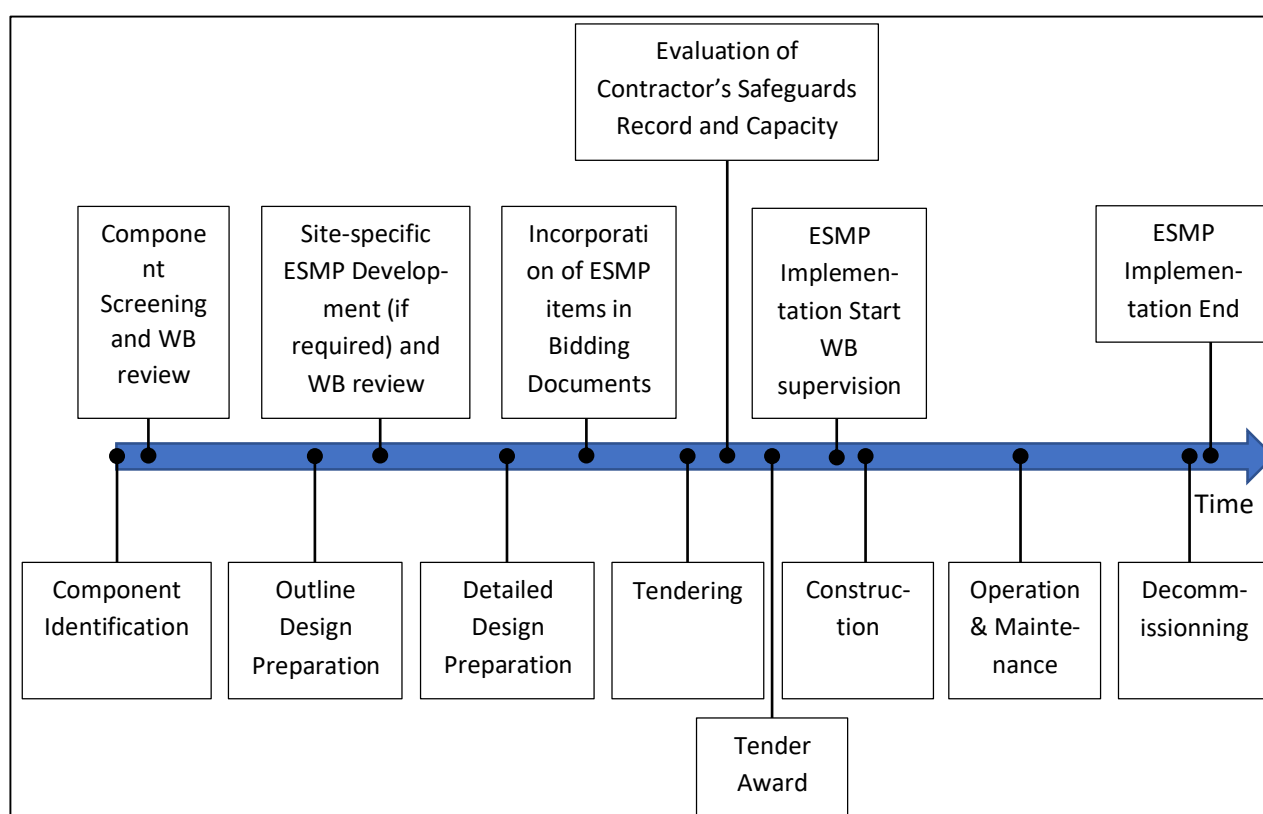 Evaluation of
Contractor’s Safeguards
Record and Capacity
Compone
nt
Screening
and WB
review
Site-specific
ESMP Develop-
ment (if
required) and
WB review
Incorporati
on of ESMP
items in
Bidding
Documents
ESMP
Implemen-
tation Start
WB
supervision
ESMP
Implemen-
tation End
Time
Component
Identification
Outline
Design
Preparation
Detailed
Design
Preparation
Tendering
Construc-
tion
Operation
& Mainte-
nance
Decomm-
issionning
Tender
Award